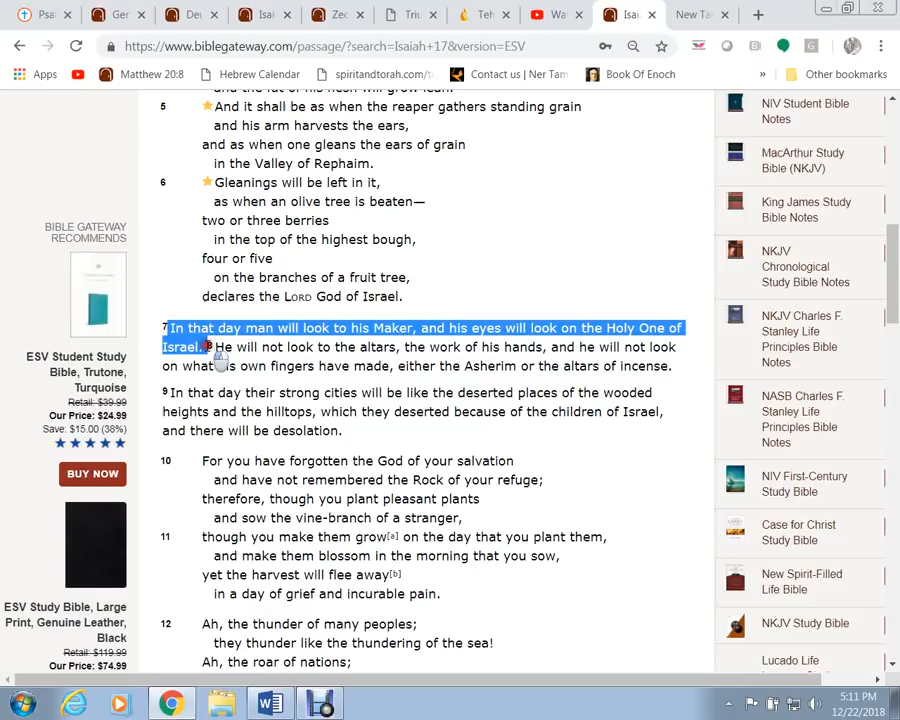 Psa
Ger
Deu
Isai
Zec
Triu
Teh
Wat
Isai
New Ta
https://www.biblegateway.com/passage/?search=Isaiah+17&version=ESV
Apps
Matthew 20:8
Hebrew Calendar
spiritandtorah.com/t
Contact us | Ner Tam
Book Of Enoch
»
Other bookmarks
5 And it shall be as when the reaper gathers standing grain
and his arm harvests the ears,
and as when one gleans the ears of grain
in the Valley of Rephaim.
6 Gleanings will be left in it,
as when an olive tree is beaten—
two or three berries
in the top of the highest bough,
four or five
on the branches of a fruit tree,
declares the LORD God of Israel.
7 In that day man will look to his Maker, and his eyes will look on the Holy One of
Israel. 8 He will not look to the altars, the work of his hands, and he will not look
on what his own fingers have made, either the Asherim or the altars of incense.
9 In that day their strong cities will be like the deserted places of the wooded
heights and the hilltops, which they deserted because of the children of Israel,
and there will be desolation.
10 For you have forgotten the God of your salvation
and have not remembered the Rock of your refuge;
therefore, though you plant pleasant plants
and sow the vine-branch of a stranger,
11 though you make them grow[a] on the day that you plant them,
and make them blossom in the morning that you sow,
yet the harvest will flee away[b]
in a day of grief and incurable pain.
12 Ah, the thunder of many peoples;
they thunder like the thundering of the sea!
Ah, the roar of nations;
BIBLE GATEWAY
RECOMMENDS
ESV Student Study
Bible, Trutone,
Turquoise
Retail: $39.99
Our Price: $24.99
Save: $15.00 (38%)
BUY NOW
ESV Study Bible, Large
Print, Genuine Leather,
Black
Retail: $119.99
Our Price: $74.99
NIV Student Bible
Notes
MacArthur Study
Bible (NKJV)
King James Study
Bible Notes
NKJV
Chronological
Study Bible Notes
NKJV Charles F.
Stanley Life
Principles Bible
Notes
NASB Charles F.
Stanley Life
Principles Bible
Notes
NIV First-Century
Study Bible
Case for Christ
Study Bible
New Spirit-Filled
Life Bible
NKJV Study Bible
Lucado Life
5:11 PM
12/22/2018